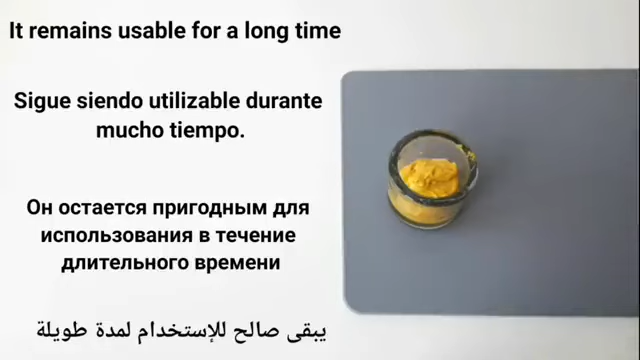 It remains usable for a long time
Sigue siendo utilizable durante
mucho tiempo.
Он остается пригодным для
использования в течение
длительного времени
يبقى صالح للإستخدام لمدة طويلة